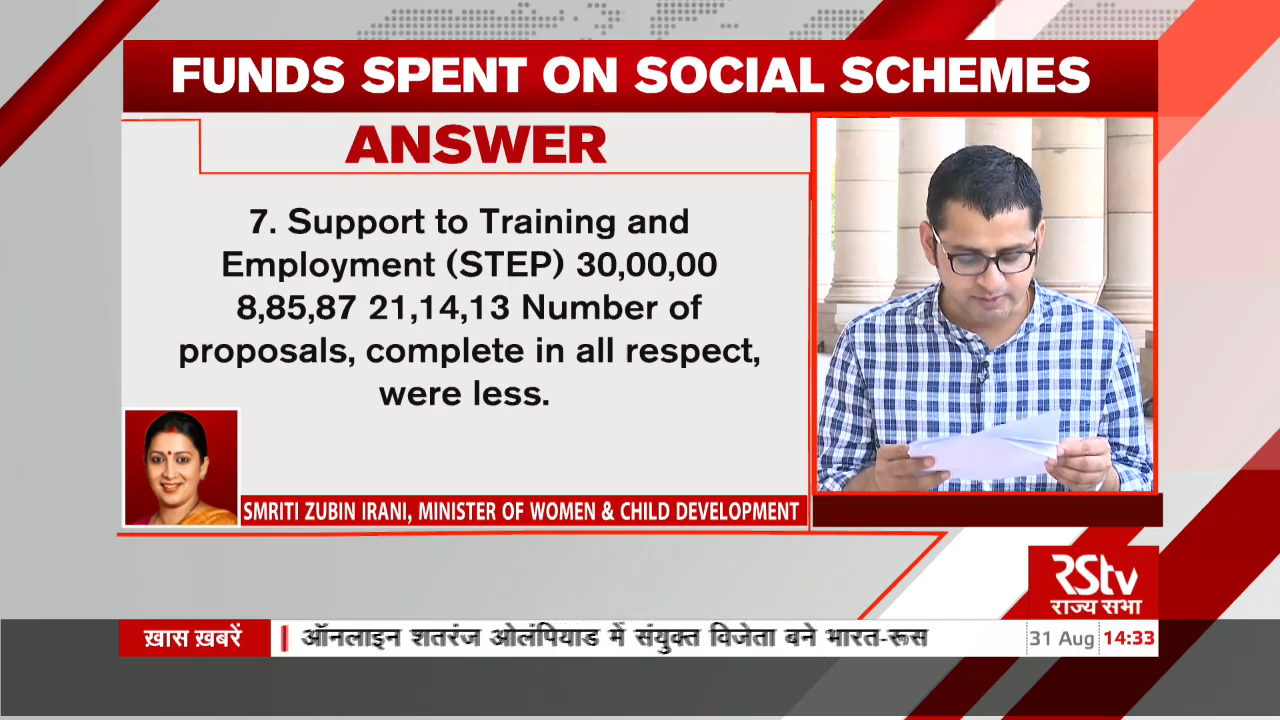 FUNDS SPENT ON SOCIAL SCHEMES
ANSWER
7. Support to Training and
Employment (STEP) 30,00,00
8,85,87 21,14,13 Number of
proposals, complete in all respect,
were less.
SMRITI ZUBIN IRANI, MINISTER OF WOMEN & CHILD DEVELOPMENT
RStv
राज्य सभा
ख़ास ख़बरें
ऑनलाइन शतरंज ओलंपियाड में संयुक्त विजेता बने भारत-रूस
31 Aug 14:33